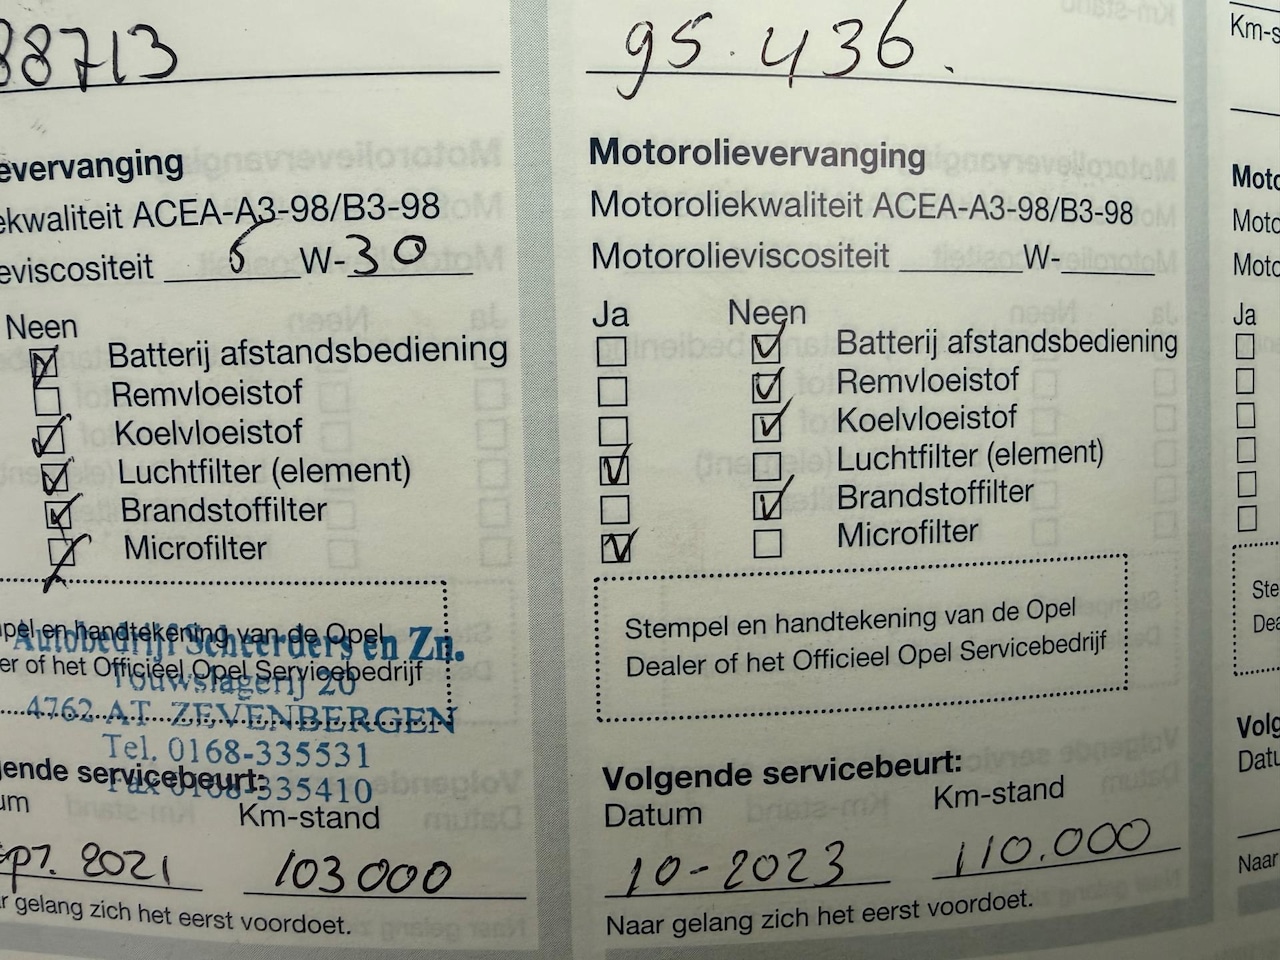 88713
evervanging
ekwaliteit ACEA-A3-98/B3-98
eviscositeit 5 W-30
Neen
Batterij afstandsbediening
Remvloeistof
Koelvloeistof
Luchtfilter (element)
Brandstoffilter
Microfilter
pel en handtekening van de Opel
er of het Officiëel Opel Servicebedrijf
Autobedrijf Scheerders en Zn.
Touwslagerij 20
4762 AT ZEVENBERGEN
Tel. 0168-335531
Fax 0168-335410
ende servicebeurt:
um Km-stand
pt. 2021 103000
r gelang zich het eerst voordoet.
95.436.
Motorolievervanging
Motoroliekwaliteit ACEA-A3-98/B3-98
Motorolieviscositeit W-
Ja Neen
Batterij afstandsbediening
Remvloeistof
Koelvloeistof
Luchtfilter (element)
Brandstoffilter
Microfilter
Stempel en handtekening van de Opel
Dealer of het Officieel Opel Servicebedrijf
Volgende servicebeurt:
Datum Km-stand
10-2023 110.000
Naar gelang zich het eerst voordoet.
Km-s
Moto
Moto
Moto
Ja
Ste
Dea
Volg
Datu
Naar